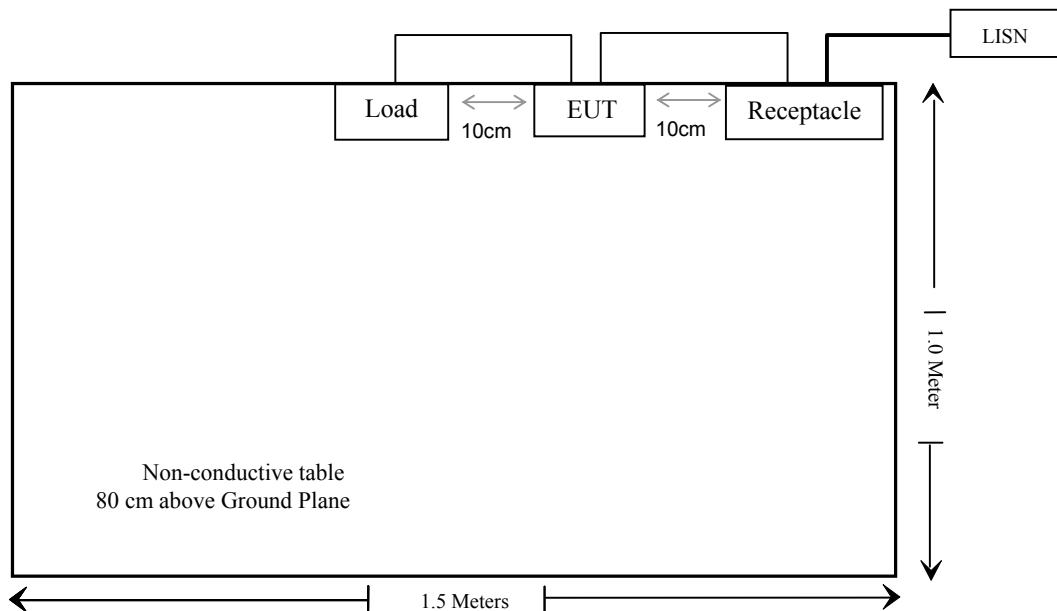 LISN
Load
EUT
Receptacle
10cm
10cm
1.0 Meter
Non-conductive table
80 cm above Ground Plane
1.5 Meters